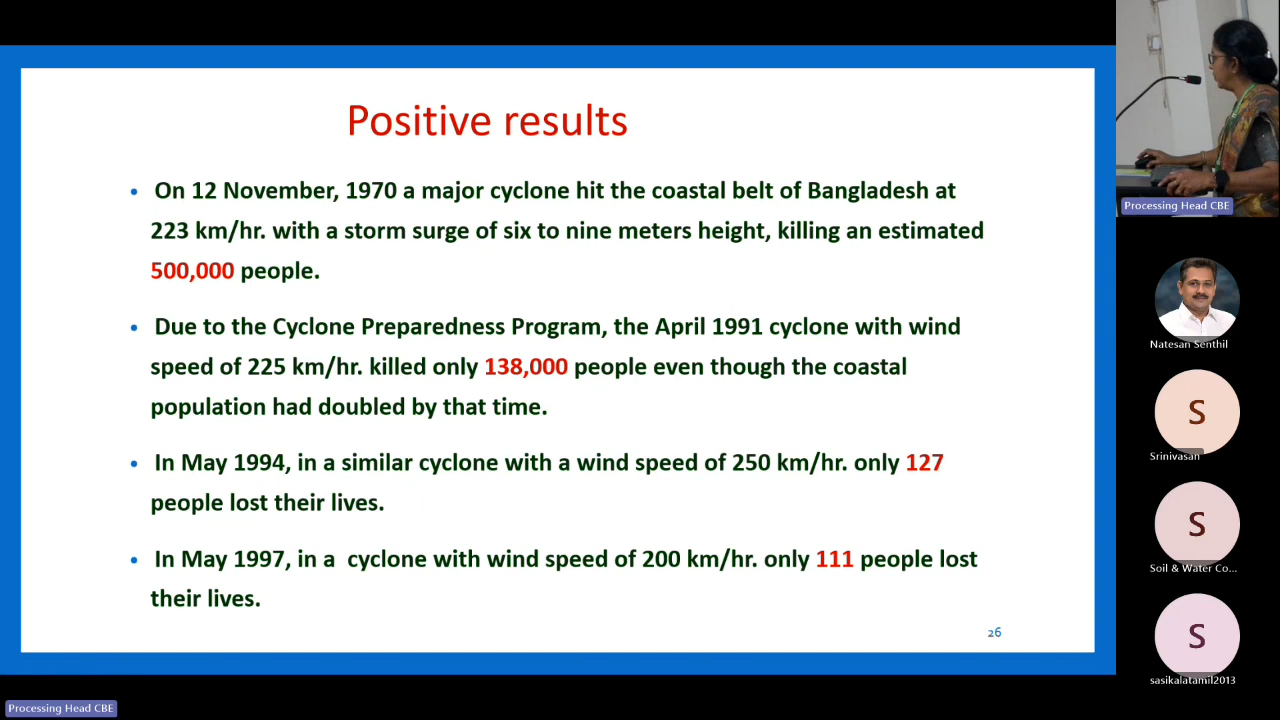 Positive results
• On 12 November, 1970 a major cyclone hit the coastal belt of Bangladesh at
223 km/hr. with a storm surge of six to nine meters height, killing an estimated
500,000 people.
• Due to the Cyclone Preparedness Program, the April 1991 cyclone with wind
speed of 225 km/hr. killed only 138,000 people even though the coastal
population had doubled by that time.
• In May 1994, in a similar cyclone with a wind speed of 250 km/hr. only 127
people lost their lives.
• In May 1997, in a cyclone with wind speed of 200 km/hr. only 111 people lost
their lives.
26
Processing Head CBE
Natesan Senthil
S
Srinivasan
S
Soil & Water Co...
S
sasikalatamil2013
Processing Head CBE